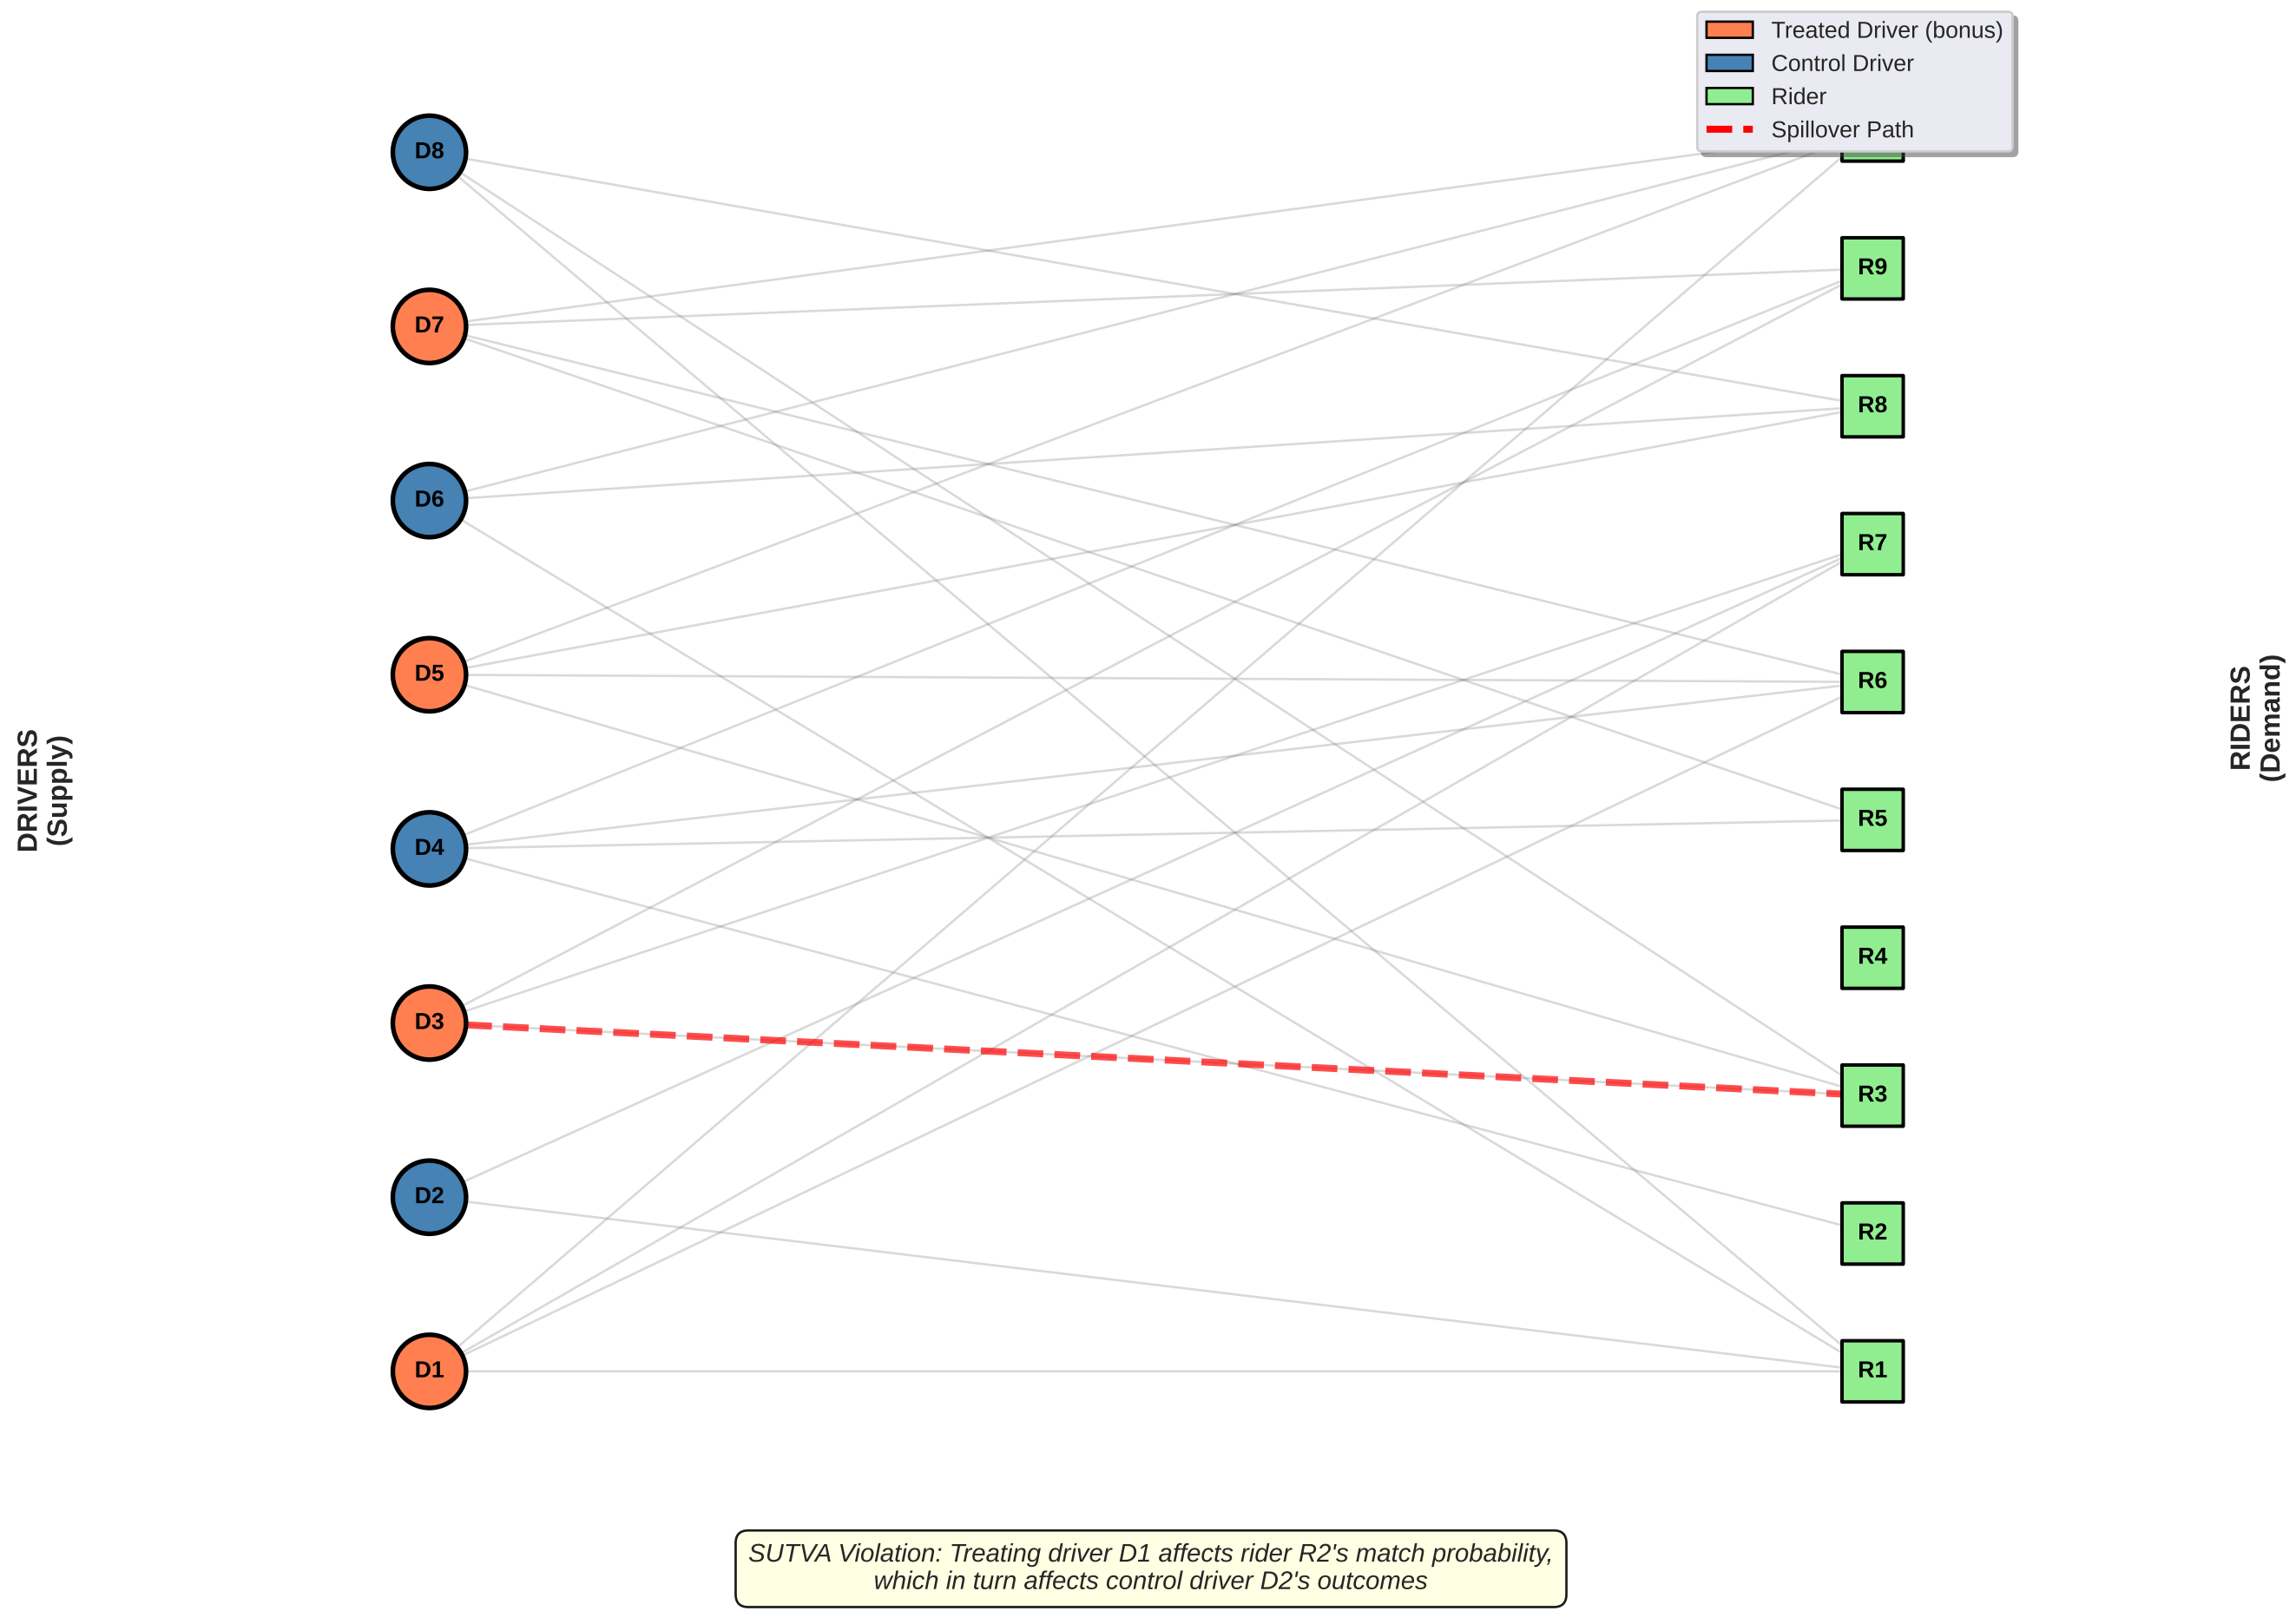 Treated Driver (bonus)
Control Driver
Rider
Spillover Path
D8
D7
D6
D5
D4
D3
D2
D1
R9
R8
R7
R6
R5
R4
R3
R2
R1
DRIVERS
(Supply)
RIDERS
(Demand)
SUTVA Violation: Treating driver D1 affects rider R2's match probability,
which in turn affects control driver D2's outcomes